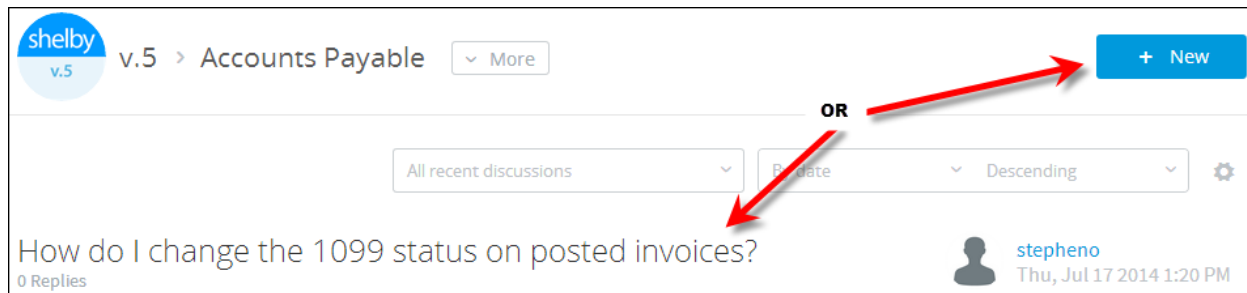 shelby
v.5
v.5 > Accounts Payable
More
+ New
OR
All recent discussions
By date
Descending
How do I change the 1099 status on posted invoices?
0 Replies
stepheno
Thu, Jul 17 2014 1:20 PM